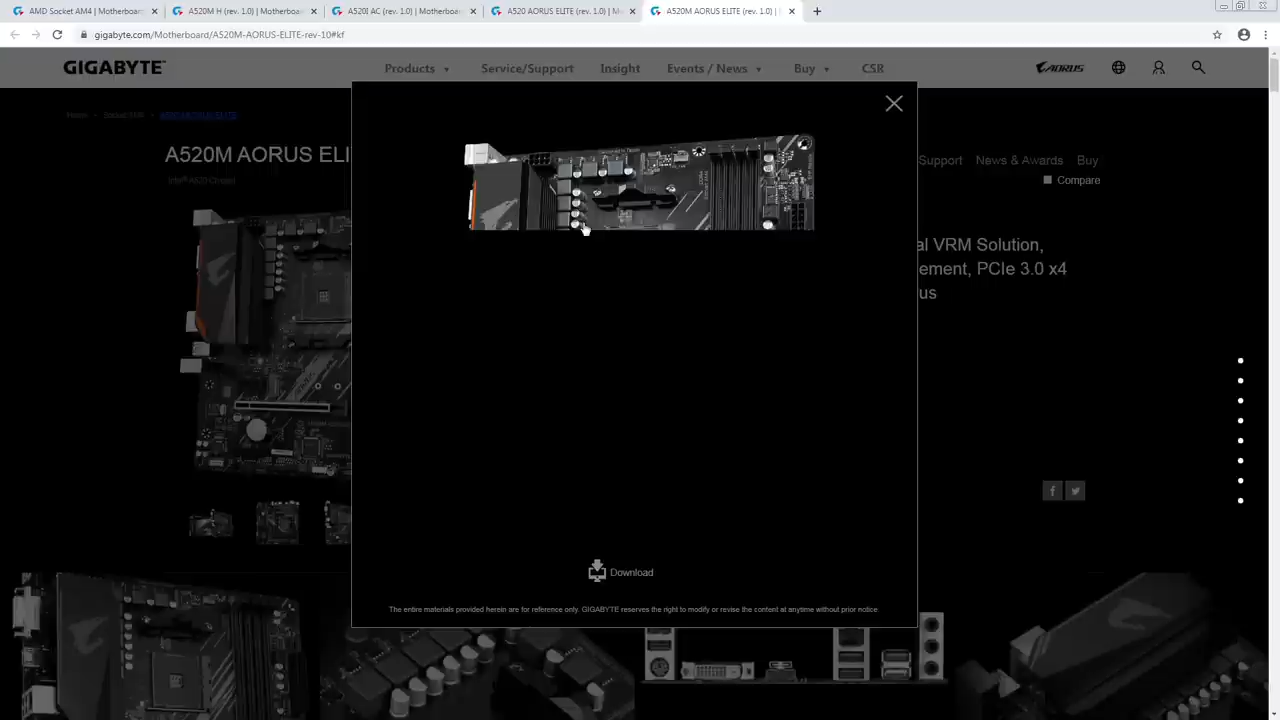 AMD Socket AM4 | Motherboard
A520M H (rev. 1.0) | Motherboard
A520I AC (rev. 1.0) | Motherboard
A520 AORUS ELITE (rev. 1.0) | M
A520M AORUS ELITE (rev. 1.0) |
gigabyte.com/Motherboard/A520M-AORUS-ELITE-rev-10#kf
GIGABYTE™
Products
Service/Support
Insight
Events / News
Buy
CSR
AORUS
A520M AORUS ELI
Support
News & Awards
Buy
Compare
al VRM Solution,
ement, PCIe 3.0 x4
us
Download
The entire materials provided herein are for reference only. GIGABYTE reserves the right to modify or revise the content at anytime without prior notice